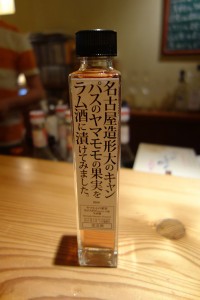 名古屋造形大のキャン
パスのヤマモモの果実を
ラム酒に漬けてみました。